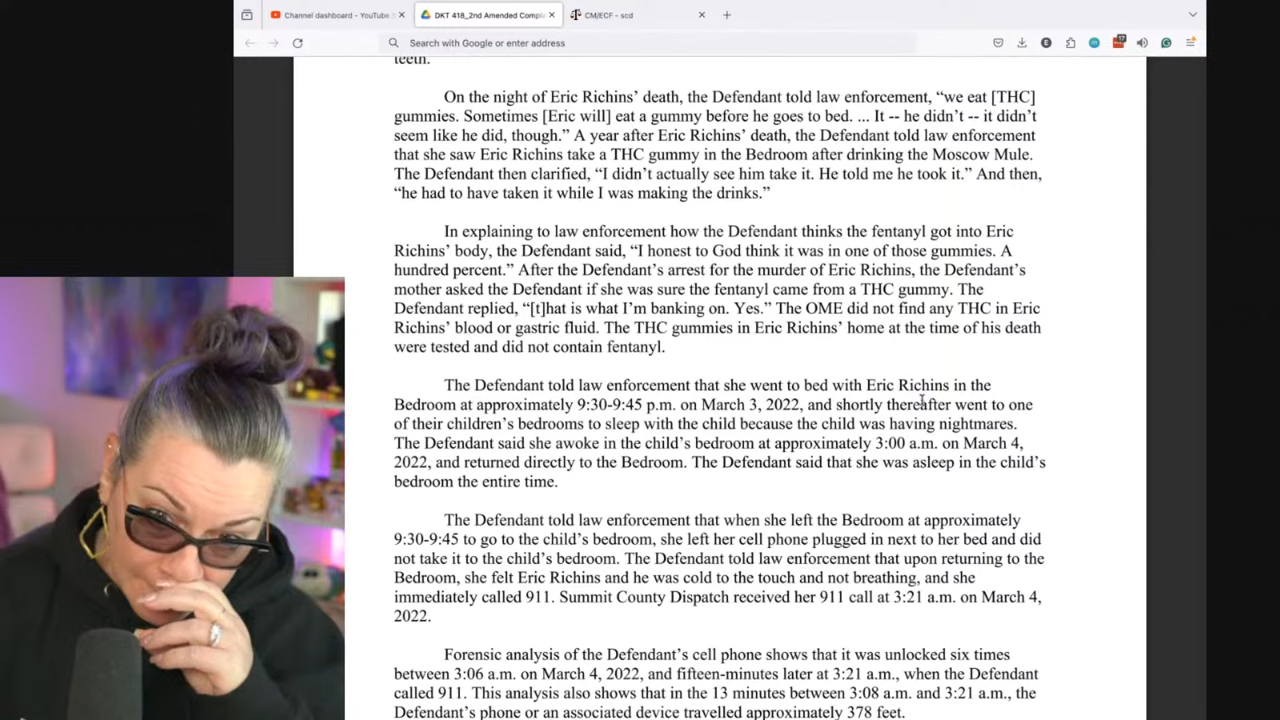 Channel dashboard - YouTube
DKT 418_2nd Amended Compla
CM/ECF - scd
Search with Google or enter address
17
teeth.
On the night of Eric Richins’ death, the Defendant told law enforcement, “we eat [THC]
gummies. Sometimes [Eric will] eat a gummy before he goes to bed. ... It -- he didn’t -- it didn’t
seem like he did, though.” A year after Eric Richins’ death, the Defendant told law enforcement
that she saw Eric Richins take a THC gummy in the Bedroom after drinking the Moscow Mule.
The Defendant then clarified, “I didn’t actually see him take it. He told me he took it.” And then,
“he had to have taken it while I was making the drinks.”
In explaining to law enforcement how the Defendant thinks the fentanyl got into Eric
Richins’ body, the Defendant said, “I honest to God think it was in one of those gummies. A
hundred percent.” After the Defendant’s arrest for the murder of Eric Richins, the Defendant’s
mother asked the Defendant if she was sure the fentanyl came from a THC gummy. The
Defendant replied, “[t]hat is what I’m banking on. Yes.” The OME did not find any THC in Eric
Richins’ blood or gastric fluid. The THC gummies in Eric Richins’ home at the time of his death
were tested and did not contain fentanyl.
The Defendant told law enforcement that she went to bed with Eric Richins in the
Bedroom at approximately 9:30-9:45 p.m. on March 3, 2022, and shortly thereafter went to one
of their children’s bedrooms to sleep with the child because the child was having nightmares.
The Defendant said she awoke in the child’s bedroom at approximately 3:00 a.m. on March 4,
2022, and returned directly to the Bedroom. The Defendant said that she was asleep in the child’s
bedroom the entire time.
The Defendant told law enforcement that when she left the Bedroom at approximately
9:30-9:45 to go to the child’s bedroom, she left her cell phone plugged in next to her bed and did
not take it to the child’s bedroom. The Defendant told law enforcement that upon returning to the
Bedroom, she felt Eric Richins and he was cold to the touch and not breathing, and she
immediately called 911. Summit County Dispatch received her 911 call at 3:21 a.m. on March 4,
2022.
Forensic analysis of the Defendant’s cell phone shows that it was unlocked six times
between 3:06 a.m. on March 4, 2022, and fifteen-minutes later at 3:21 a.m., when the Defendant
called 911. This analysis also shows that in the 13 minutes between 3:08 a.m. and 3:21 a.m., the
Defendant’s phone or an associated device travelled approximately 378 feet.